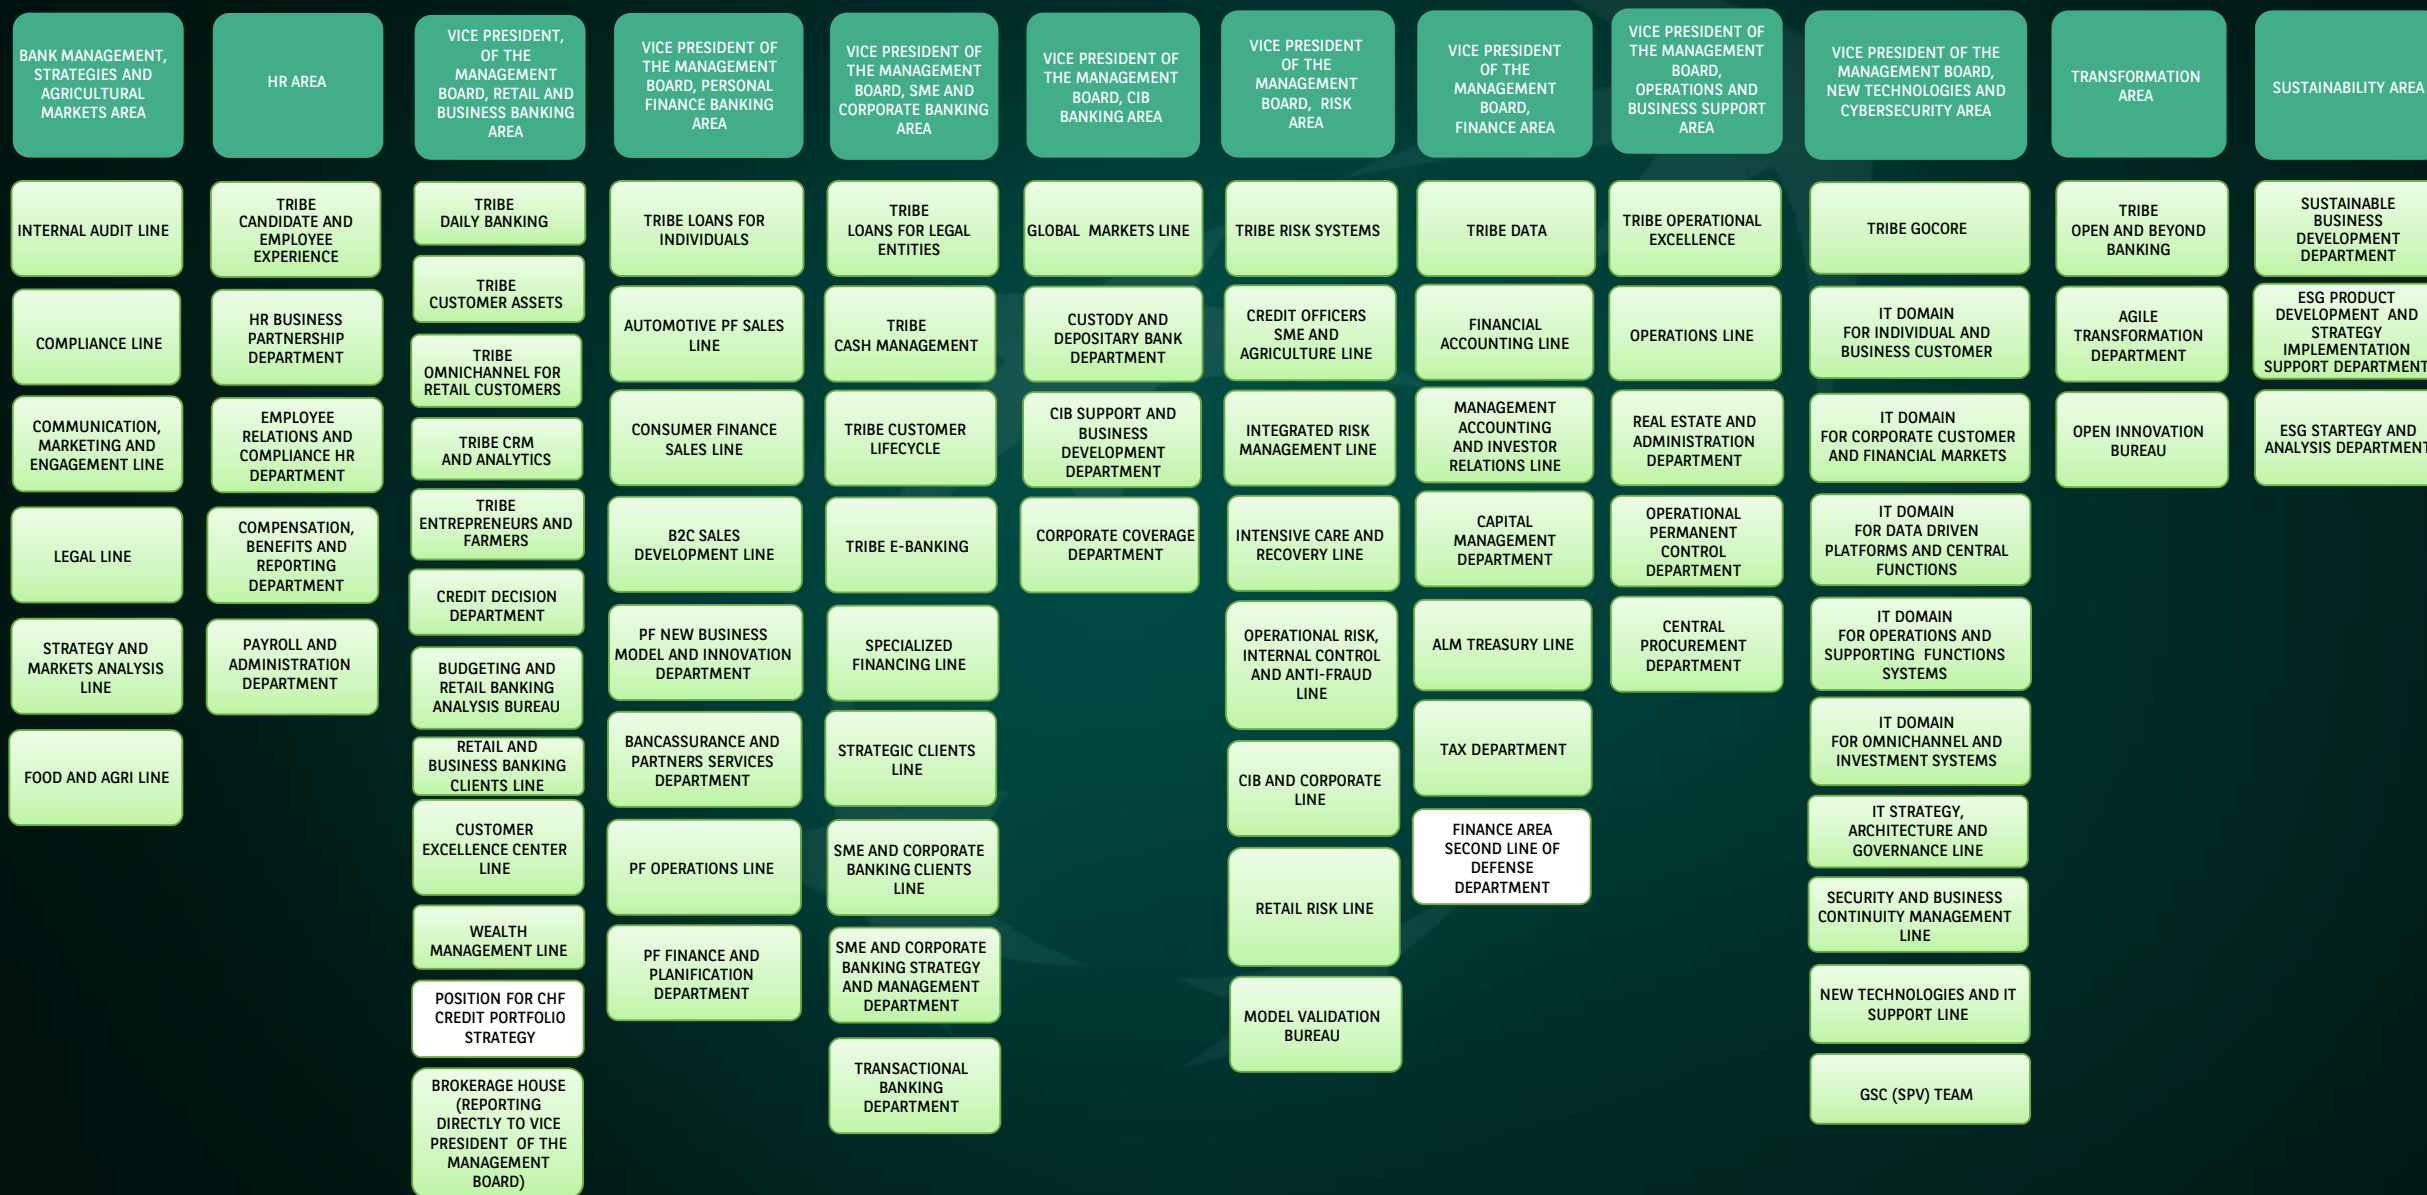 BANK MANAGEMENT,
STRATEGIES AND
AGRICULTURAL
MARKETS AREA
INTERNAL AUDIT LINE
COMPLIANCE LINE
COMMUNICATION,
MARKETING AND
ENGAGEMENT LINE
LEGAL LINE
STRATEGY AND
MARKETS ANALYSIS
LINE
FOOD AND AGRI LINE
HR AREA
TRIBE
CANDIDATE AND
EMPLOYEE
EXPERIENCE
HR BUSINESS
PARTNERSHIP
DEPARTMENT
EMPLOYEE
RELATIONS AND
COMPLIANCE HR
DEPARTMENT
COMPENSATION,
BENEFITS AND
REPORTING
DEPARTMENT
PAYROLL AND
ADMINISTRATION
DEPARTMENT
VICE PRESIDENT,
OF THE
MANAGEMENT
BOARD, RETAIL AND
BUSINESS BANKING
AREA
TRIBE
DAILY BANKING
TRIBE
CUSTOMER ASSETS
TRIBE
OMNICHANNEL FOR
RETAIL CUSTOMERS
TRIBE CRM
AND ANALYTICS
TRIBE
ENTREPRENEURS AND
FARMERS
CREDIT DECISION
DEPARTMENT
BUDGETING AND
RETAIL BANKING
ANALYSIS BUREAU
RETAIL AND
BUSINESS BANKING
CLIENTS LINE
CUSTOMER
EXCELLENCE CENTER
LINE
WEALTH
MANAGEMENT LINE
POSITION FOR CHF
CREDIT PORTFOLIO
STRATEGY
BROKERAGE HOUSE
(REPORTING
DIRECTLY TO VICE
PRESIDENT OF THE
MANAGEMENT
BOARD)
VICE PRESIDENT OF
THE MANAGEMENT
BOARD, PERSONAL
FINANCE BANKING
AREA
TRIBE LOANS FOR
INDIVIDUALS
AUTOMOTIVE PF SALES
LINE
CONSUMER FINANCE
SALES LINE
B2C SALES
DEVELOPMENT LINE
PF NEW BUSINESS
MODEL AND INNOVATION
DEPARTMENT
BANCASSURANCE AND
PARTNERS SERVICES
DEPARTMENT
PF OPERATIONS LINE
PF FINANCE AND
PLANIFICATION
DEPARTMENT
VICE PRESIDENT OF
THE MANAGEMENT
BOARD, SME AND
CORPORATE BANKING
AREA
TRIBE
LOANS FOR LEGAL
ENTITIES
TRIBE
CASH MANAGEMENT
TRIBE CUSTOMER
LIFECYCLE
TRIBE E-BANKING
SPECIALIZED
FINANCING LINE
STRATEGIC CLIENTS
LINE
SME AND CORPORATE
BANKING CLIENTS
LINE
SME AND CORPORATE
BANKING STRATEGY
AND MANAGEMENT
DEPARTMENT
TRANSACTIONAL
BANKING
DEPARTMENT
VICE PRESIDENT OF
THE MANAGEMENT
BOARD, CIB
BANKING AREA
GLOBAL MARKETS LINE
CUSTODY AND
DEPOSITARY BANK
DEPARTMENT
CIB SUPPORT AND
BUSINESS
DEVELOPMENT
DEPARTMENT
CORPORATE COVERAGE
DEPARTMENT
VICE PRESIDENT
OF THE
MANAGEMENT
BOARD, RISK
AREA
TRIBE RISK SYSTEMS
CREDIT OFFICERS
SME AND
AGRICULTURE LINE
INTEGRATED RISK
MANAGEMENT LINE
INTENSIVE CARE AND
RECOVERY LINE
OPERATIONAL RISK,
INTERNAL CONTROL
AND ANTI-FRAUD
LINE
CIB AND CORPORATE
LINE
RETAIL RISK LINE
MODEL VALIDATION
BUREAU
VICE PRESIDENT
OF THE
MANAGEMENT
BOARD,
FINANCE AREA
TRIBE DATA
FINANCIAL
ACCOUNTING LINE
MANAGEMENT
ACCOUNTING
AND INVESTOR
RELATIONS LINE
CAPITAL
MANAGEMENT
DEPARTMENT
ALM TREASURY LINE
TAX DEPARTMENT
FINANCE AREA
SECOND LINE OF
DEFENSE
DEPARTMENT
VICE PRESIDENT OF
THE MANAGEMENT
BOARD,
OPERATIONS AND
BUSINESS SUPPORT
AREA
TRIBE OPERATIONAL
EXCELLENCE
OPERATIONS LINE
REAL ESTATE AND
ADMINISTRATION
DEPARTMENT
OPERATIONAL
PERMANENT
CONTROL
DEPARTMENT
CENTRAL
PROCUREMENT
DEPARTMENT
VICE PRESIDENT OF THE
MANAGEMENT BOARD,
NEW TECHNOLOGIES AND
CYBERSECURITY AREA
TRIBE GOCORE
IT DOMAIN
FOR INDIVIDUAL AND
BUSINESS CUSTOMER
IT DOMAIN
FOR CORPORATE CUSTOMER
AND FINANCIAL MARKETS
IT DOMAIN
FOR DATA DRIVEN
PLATFORMS AND CENTRAL
FUNCTIONS
IT DOMAIN
FOR OPERATIONS AND
SUPPORTING FUNCTIONS
SYSTEMS
IT DOMAIN
FOR OMNICHANNEL AND
INVESTMENT SYSTEMS
IT STRATEGY,
ARCHITECTURE AND
GOVERNANCE LINE
SECURITY AND BUSINESS
CONTINUITY MANAGEMENT
LINE
NEW TECHNOLOGIES AND IT
SUPPORT LINE
GSC (SPV) TEAM
TRANSFORMATION
AREA
TRIBE
OPEN AND BEYOND
BANKING
AGILE
TRANSFORMATION
DEPARTMENT
OPEN INNOVATION
BUREAU
SUSTAINABILITY AREA
SUSTAINABLE
BUSINESS
DEVELOPMENT
DEPARTMENT
ESG PRODUCT
DEVELOPMENT AND
STRATEGY
IMPLEMENTATION
SUPPORT DEPARTMENT
ESG STARTEGY AND
ANALYSIS DEPARTMENT